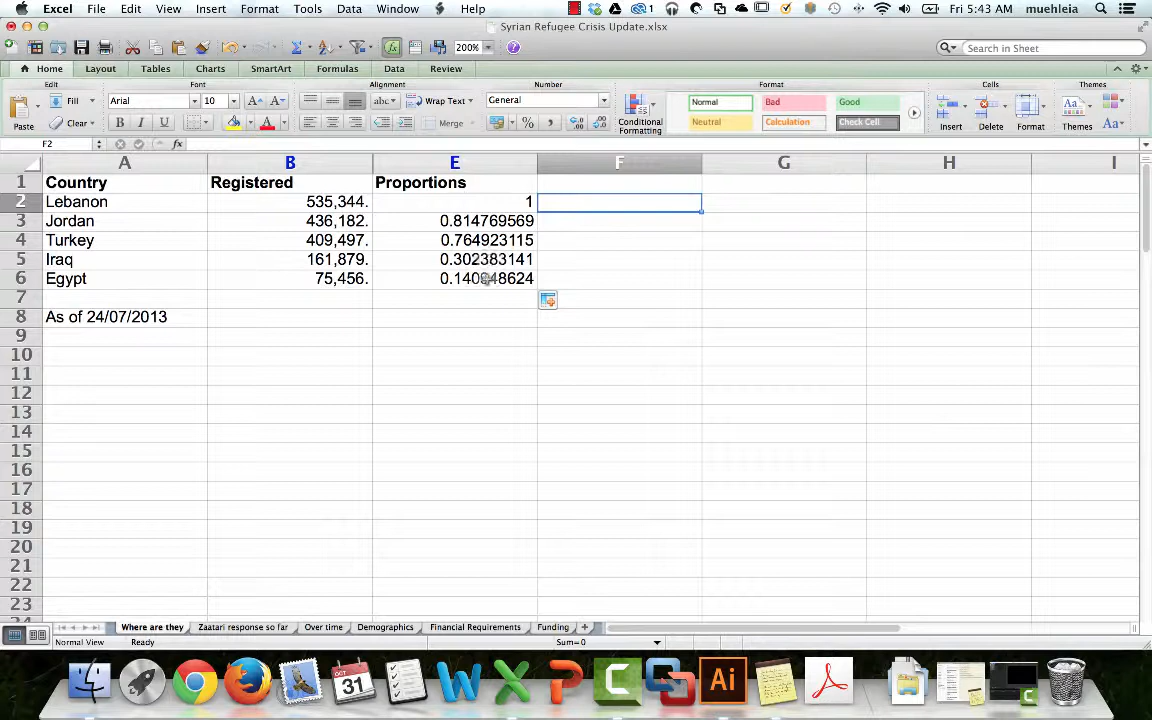 Excel File Edit View Insert Format Tools Data Window Help 1 Fri 5:43 AM muehleia
Syrian Refugee Crisis Update.xlsx
200% Search in Sheet
Home Layout Tables Charts SmartArt Formulas Data Review
Edit Font Alignment Number Format Cells Themes
Paste Fill Clear Arial 10 abc Wrap Text General Normal Bad Good
B I U A Merge % Conditional Formatting Neutral Calculation Check Cell Insert Delete Format Themes Aa
F2 fx
A B E F G H I
1 Country Registered Proportions
2 Lebanon 535,344. 1
3 Jordan 436,182. 0.814769569
4 Turkey 409,497. 0.764923115
5 Iraq 161,879. 0.302383141
6 Egypt 75,456.
7
8 As of 24/07/2013
9
10
11
12
13
14
15
16
17
18
19
20
21
22
23
Where are they Zaatari response so far Over time Demographics Financial Requirements Funding
Normal View Ready Sum=0
OCT 31 W X P C Ai